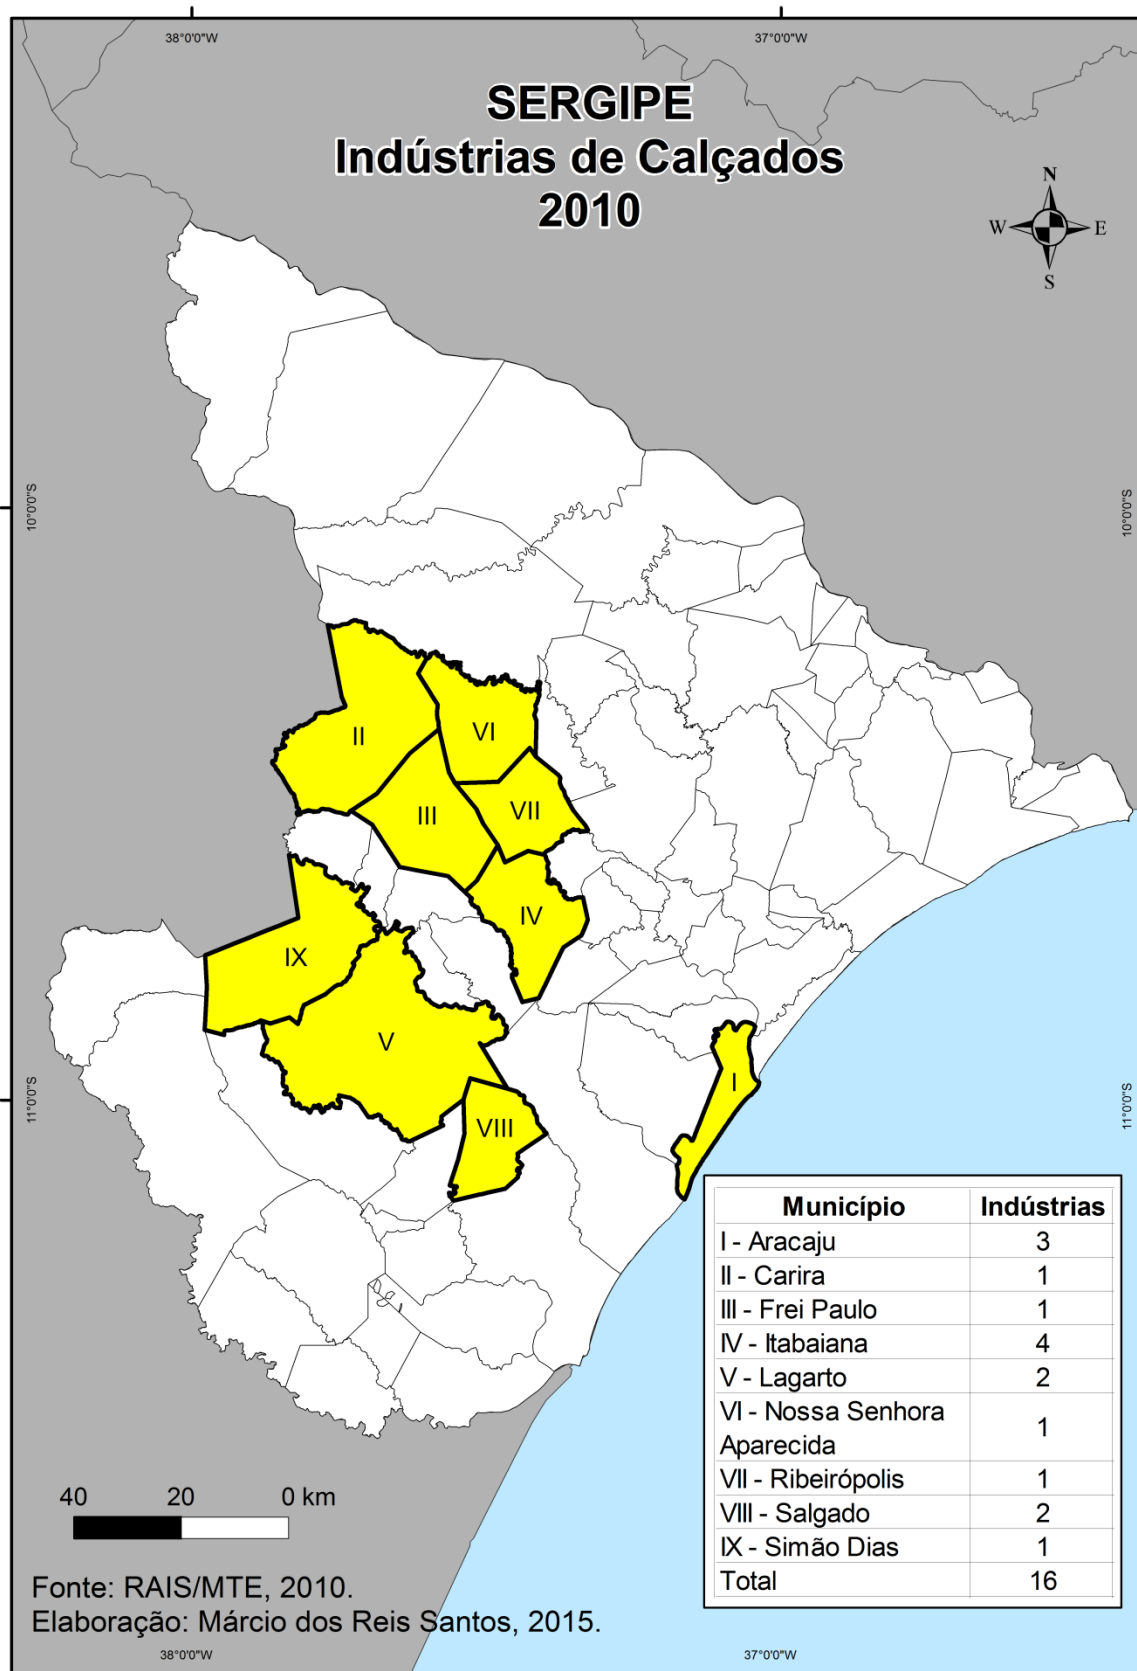 38°0'0"W
37°0'0"W
SERGIPE
Indústrias de Calçados
2010
N
W
E
S
10°0'0"S
10°0'0"S
II
VI
III
VII
IV
IX
V
I
VIII
11°0'0"S
11°0'0"S
Município Indústrias
I - Aracaju 3
II - Carira 1
III - Frei Paulo 1
IV - Itabaiana 4
V - Lagarto 2
VI - Nossa Senhora
Aparecida 1
VII - Ribeirópolis 1
VIII - Salgado 2
IX - Simão Dias 1
Total 16
40 20 0 km
Fonte: RAIS/MTE, 2010.
Elaboração: Márcio dos Reis Santos, 2015.
38°0'0"W
37°0'0"W